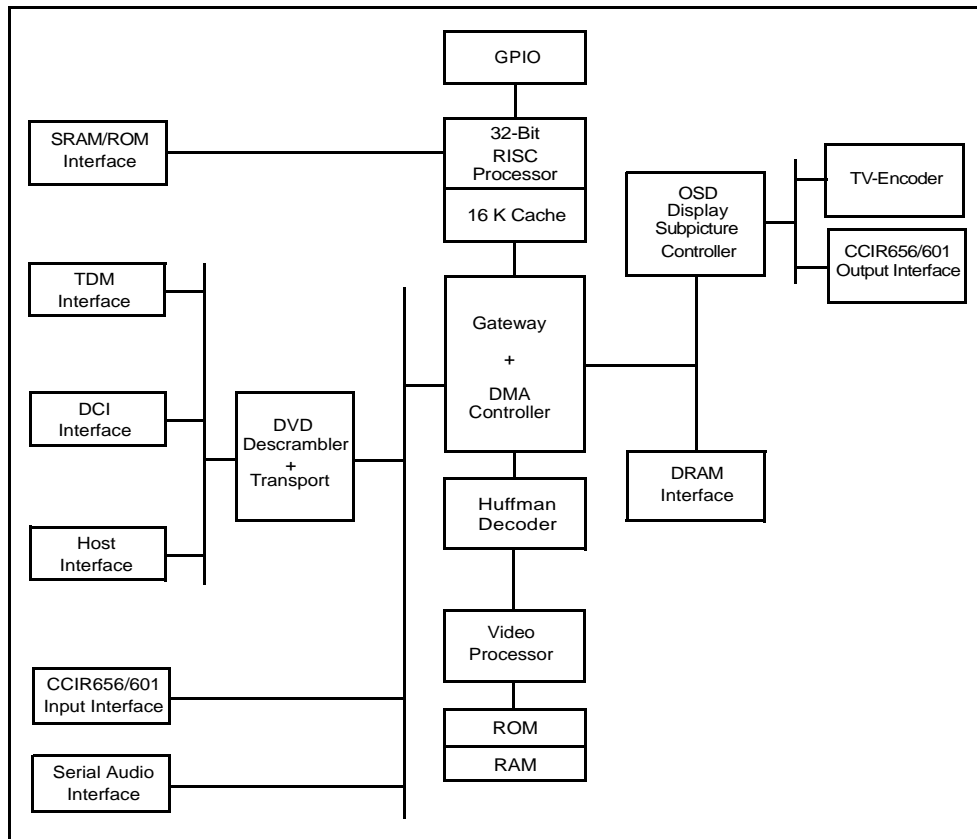 GPIO
SRAM/ROM
Interface
32-Bit
RISC
Processor
16 K Cache
OSD
Display
Subpicture
Controller
TV-Encoder
CCIR656/601
Output Interface
TDM
Interface
Gateway
+
DMA
Controller
DCI
Interface
DVD
Descrambler
+
Transport
DRAM
Interface
Huffman
Decoder
Host
Interface
Video
Processor
CCIR656/601
Input Interface
ROM
RAM
Serial Audio
Interface